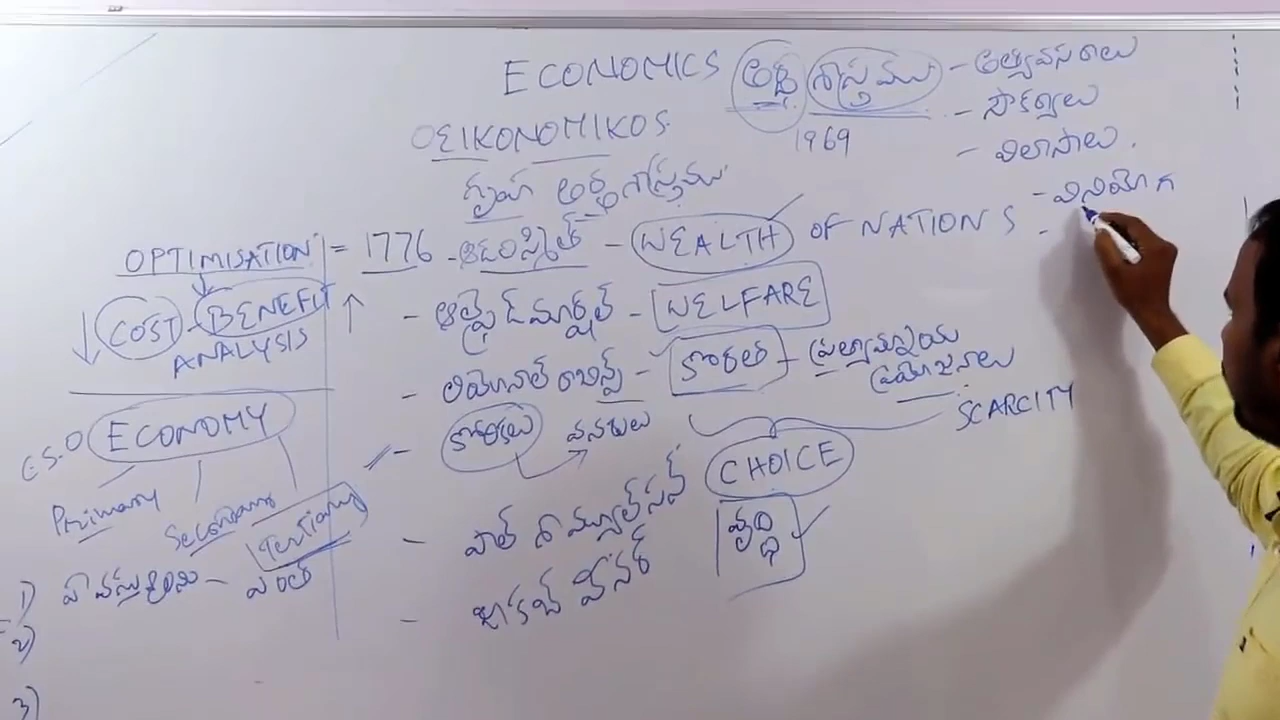 ECONOMICS అర్థ శాస్త్రము - అత్యవసరాలు
1969 - సౌకర్యాలు
OEIKONOMIKOS - విలాసాలు.
గృహ అర్థశాస్త్రము - వినియోగ
OPTIMISATION = 1776 - ఆడంస్మిత్ - WEALTH OF NATIONS -
COST - BENEFIT
ANALYSIS
- ఆల్ఫ్రైడ్ మార్షల్ - WELFARE
- లియోనాల్ రాబిన్స్ - కొరత - ప్రత్యామ్నాయ
ప్రయోజనాలు
SCARCITY
- కోరికలు వనరులు
C.S.O ECONOMY
Primary Secondary Tertiary
- పాల్ శామ్యుల్ సన్ CHOICE
వృద్ధి
- జాకబ్ వీనర్
1) ఏ వస్తువులను - ఎంత
2)
3)